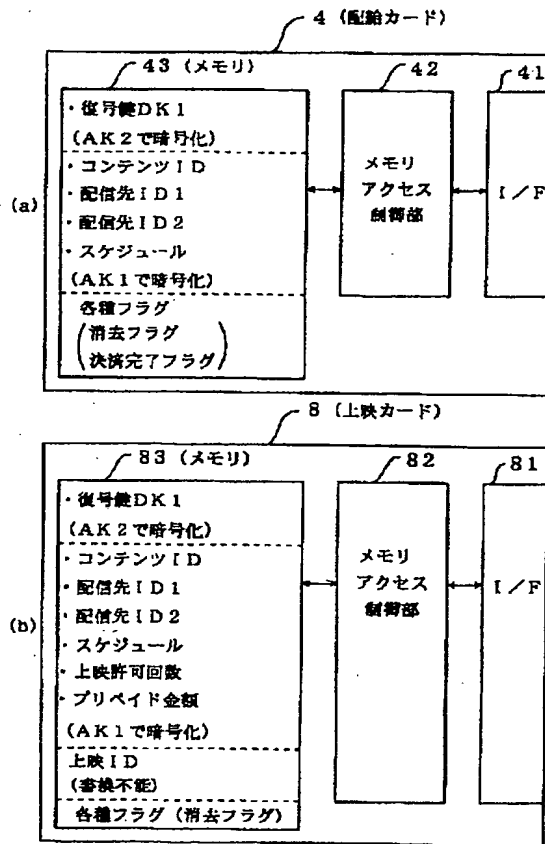 4 (配給カード)
43 (メモリ)
42
41
・復号鍵DK1
(AK2で暗号化)
・コンテンツID
・配信先ID1
・配信先ID2
・スケジュール
(AK1で暗号化)
各種フラグ
(消去フラグ
決済完了フラグ)
メモリ
アクセス
制御部
I/F
(a)
8 (上映カード)
83 (メモリ)
82
81
・復号鍵DK1
(AK2で暗号化)
・コンテンツID
・配信先ID1
・配信先ID2
・スケジュール
・上映許可回数
・プリペイド金額
(AK1で暗号化)
上映ID
(書換不能)
各種フラグ (消去フラグ)
メモリ
アクセス
制御部
I/F
(b)